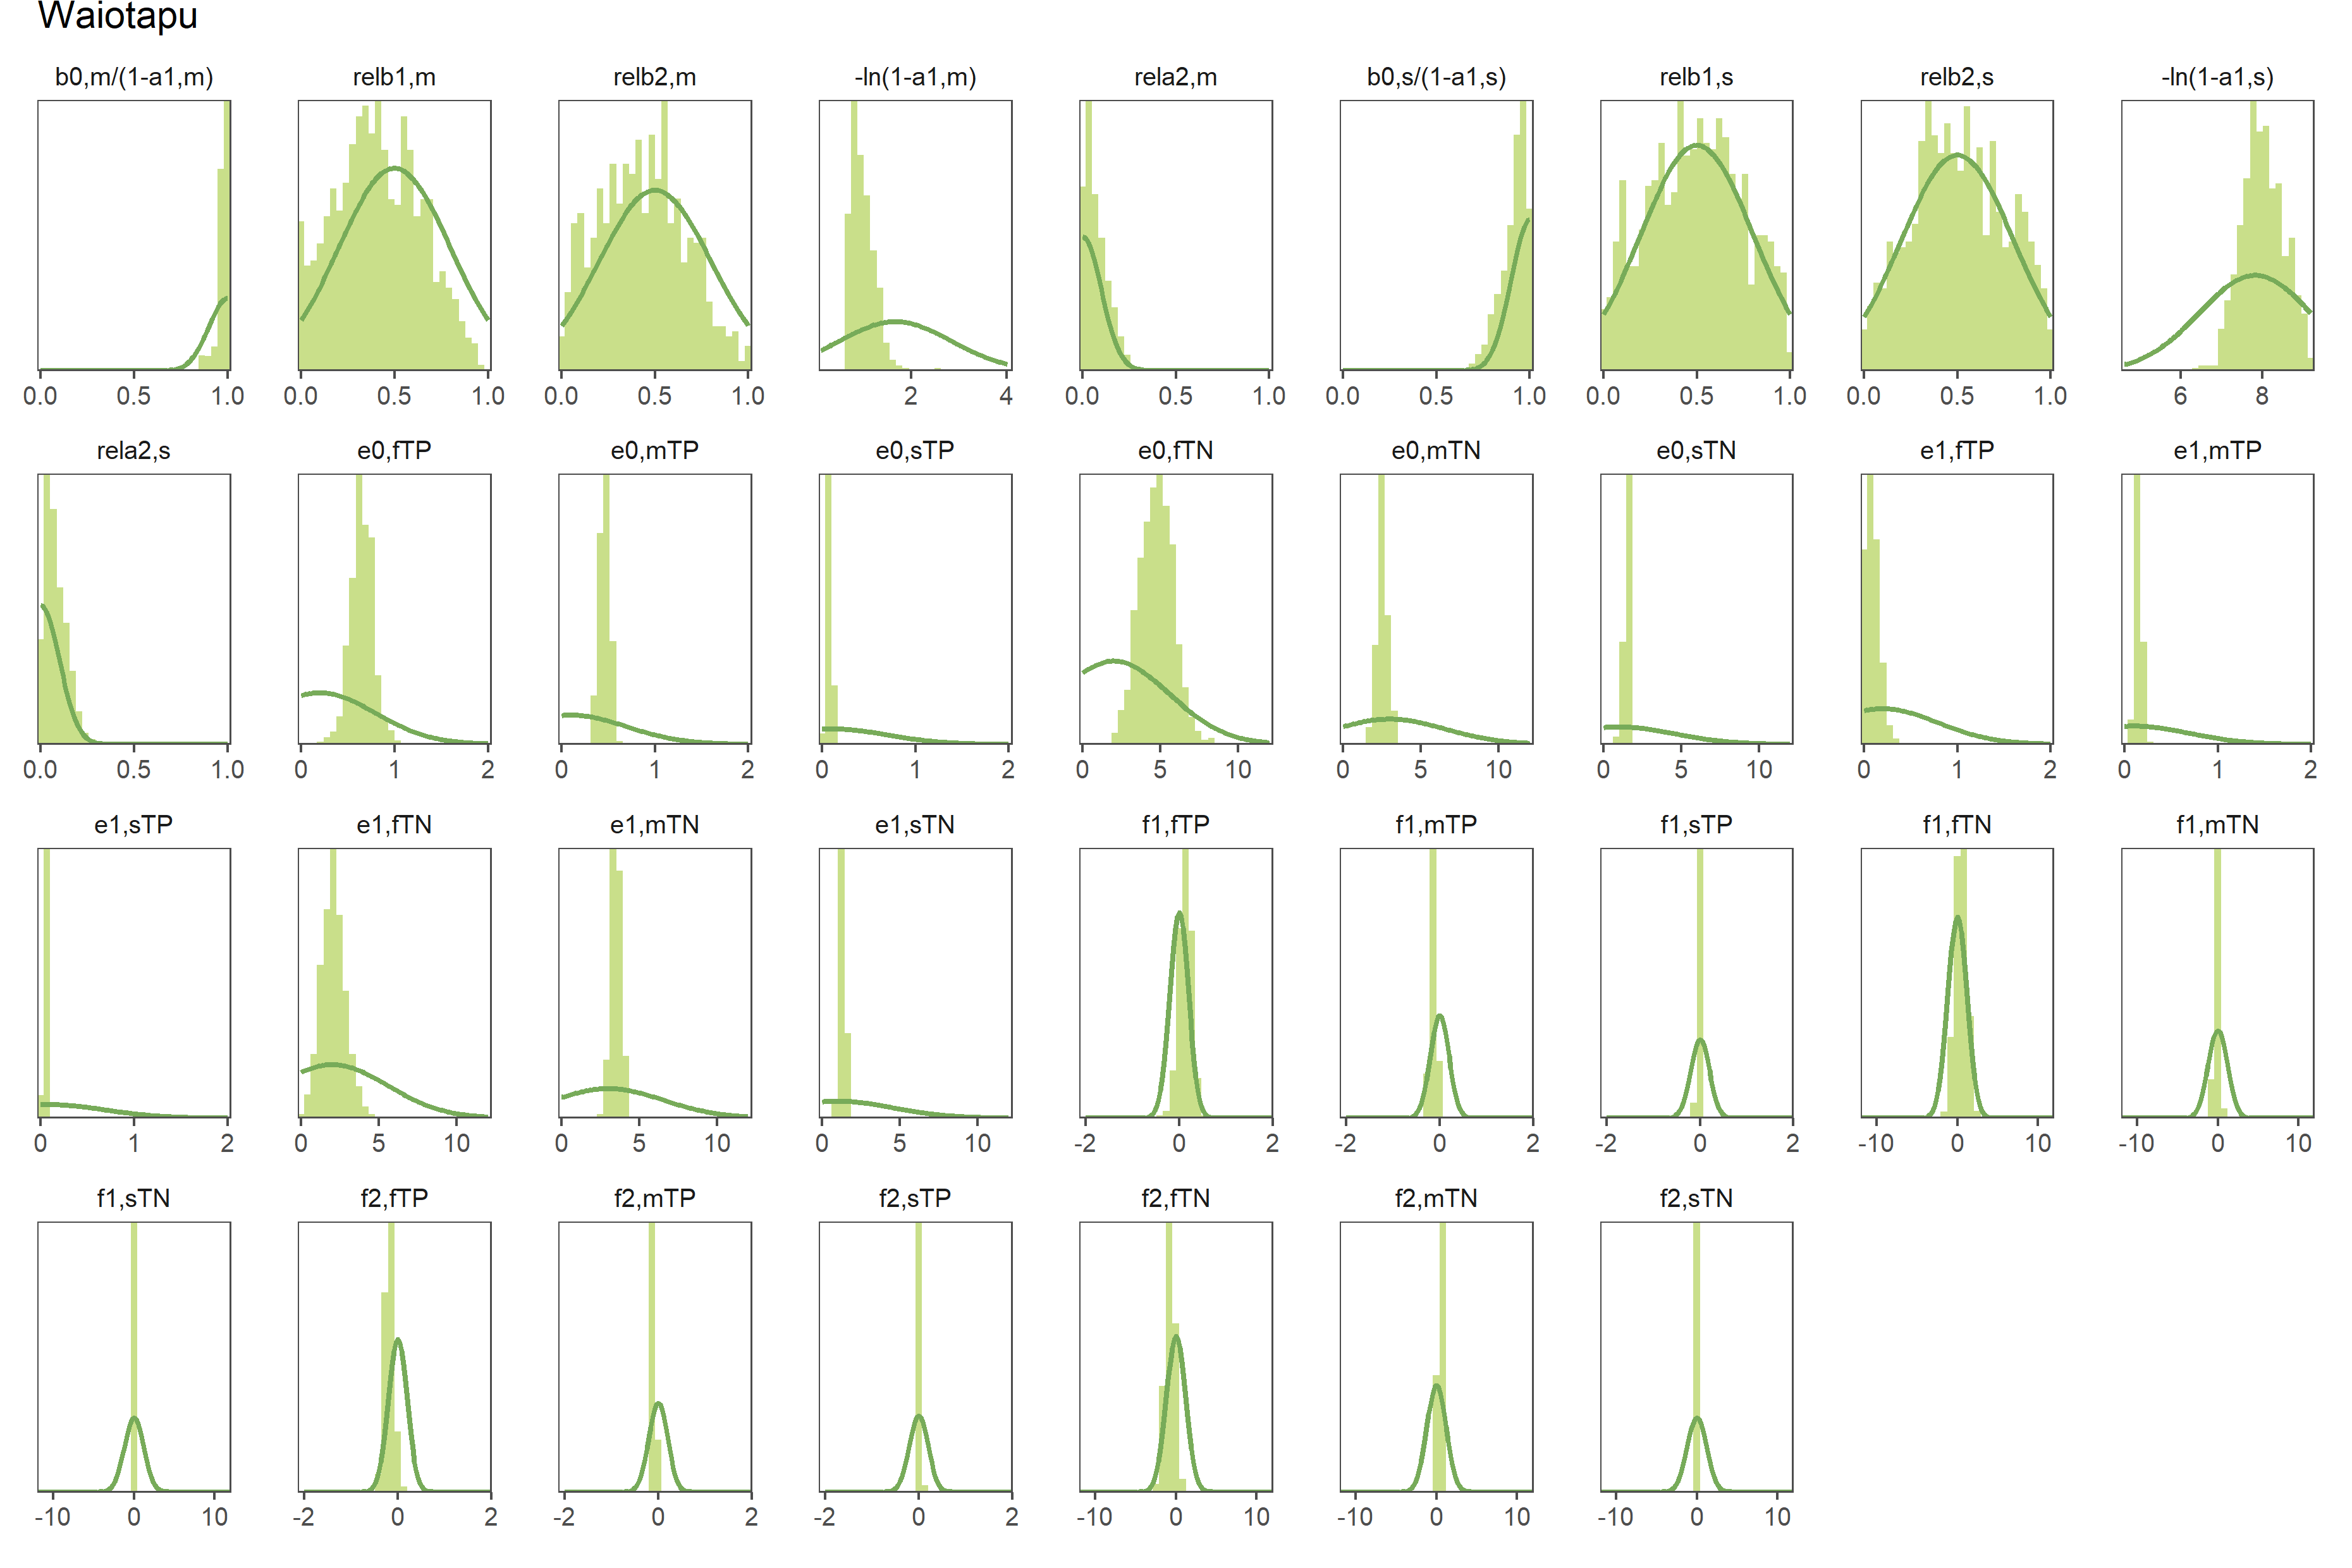 Waiotapu
b0,m/(1-a1,m) relb1,m relb2,m -ln(1-a1,m) rela2,m b0,s/(1-a1,s) relb1,s relb2,s -ln(1-a1,s)
0.0 0.5 1.0 0.0 0.5 1.0 0.0 0.5 1.0 2 4 0.0 0.5 1.0 0.0 0.5 1.0 0.0 0.5 1.0 0.0 0.5 1.0 6 8
rela2,s e0,fTP e0,mTP e0,sTP e0,fTN e0,mTN e0,sTN e1,fTP e1,mTP
0.0 0.5 1.0 0 1 2 0 1 2 0 1 2 0 5 10 0 5 10 0 5 10 0 1 2 0 1 2
e1,sTP e1,fTN e1,mTN e1,sTN f1,fTP f1,mTP f1,sTP f1,fTN f1,mTN
0 1 2 0 5 10 0 5 10 0 5 10 -2 0 2 -2 0 2 -2 0 2 -10 0 10 -10 0 10
f1,sTN f2,fTP f2,mTP f2,sTP f2,fTN f2,mTN f2,sTN
-10 0 10 -2 0 2 -2 0 2 -2 0 2 -10 0 10 -10 0 10 -10 0 10